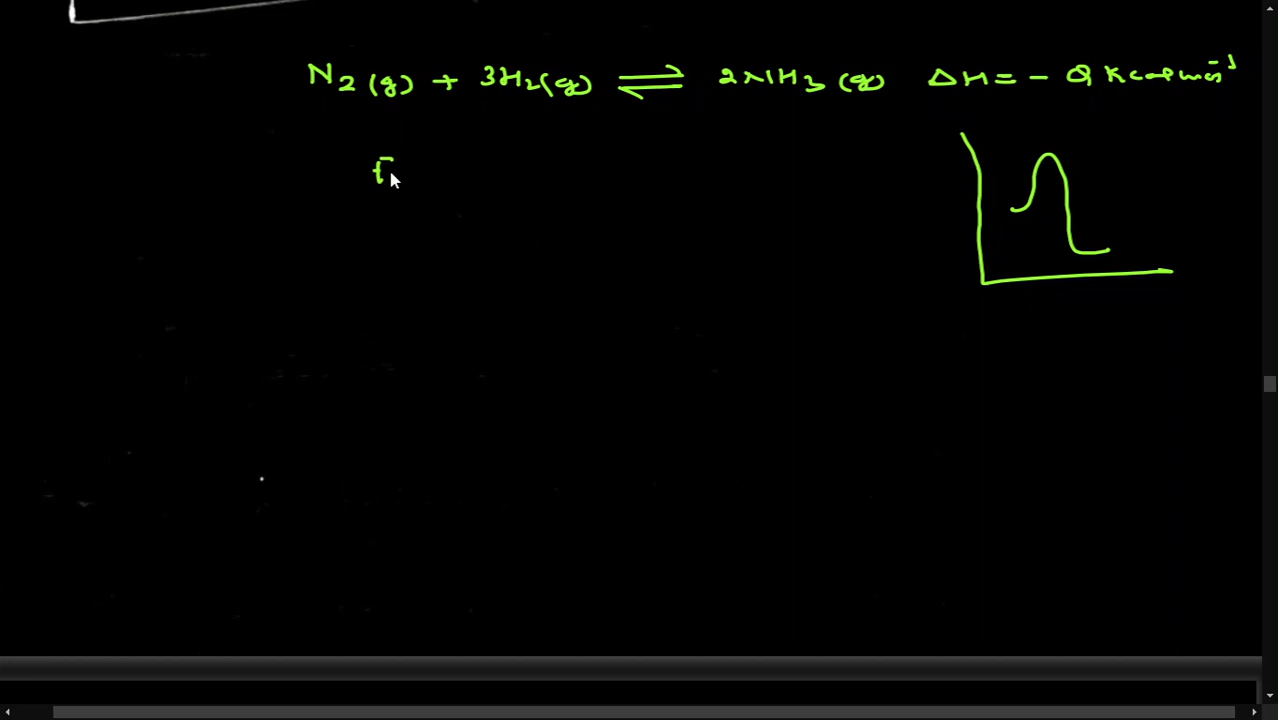 N2(g) + 3H2(g) ⇌ 2NH3(g) ΔH = - Q Kcal mol-1